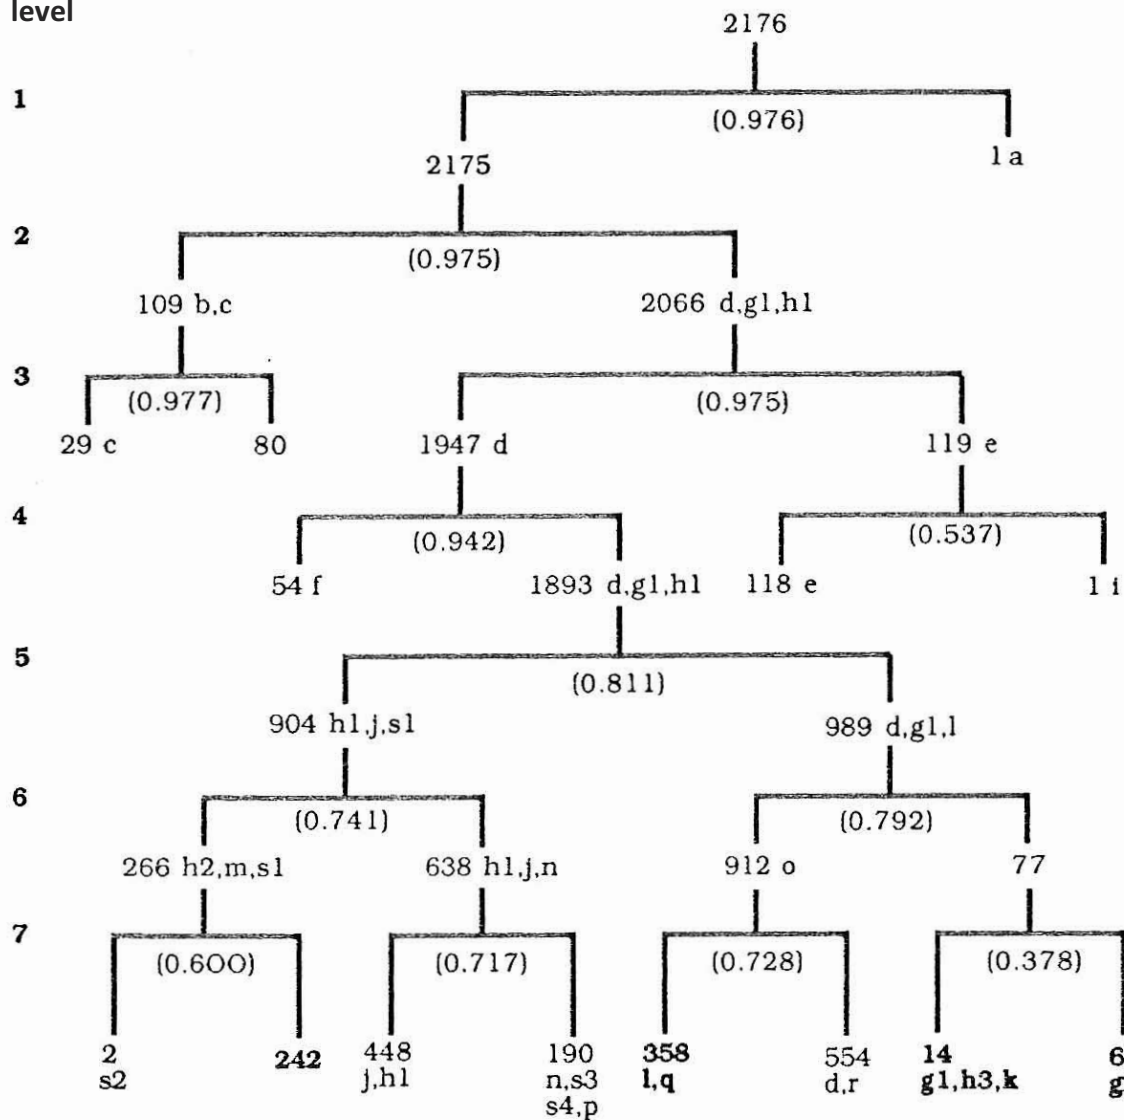 level
2176
1
(0.976)
2175
1 a
2
(0.975)
109 b,c
2066 d,g1,h1
3
(0.977)
(0.975)
29 c
80
1947 d
119 e
4
(0.942)
(0.537)
54 f
1893 d,g1,h1
118 e
1 i
5
(0.811)
904 h1,j,s1
989 d,g1,l
6
(0.741)
(0.792)
266 h2,m,s1
638 h1,j,n
912 o
77
7
(0.600)
(0.717)
(0.728)
(0.378)
2
242
448
190
358
554
14
6
s2
j,h1
n,s3
l,q
d,r
g1,h3,k
g
s4,p